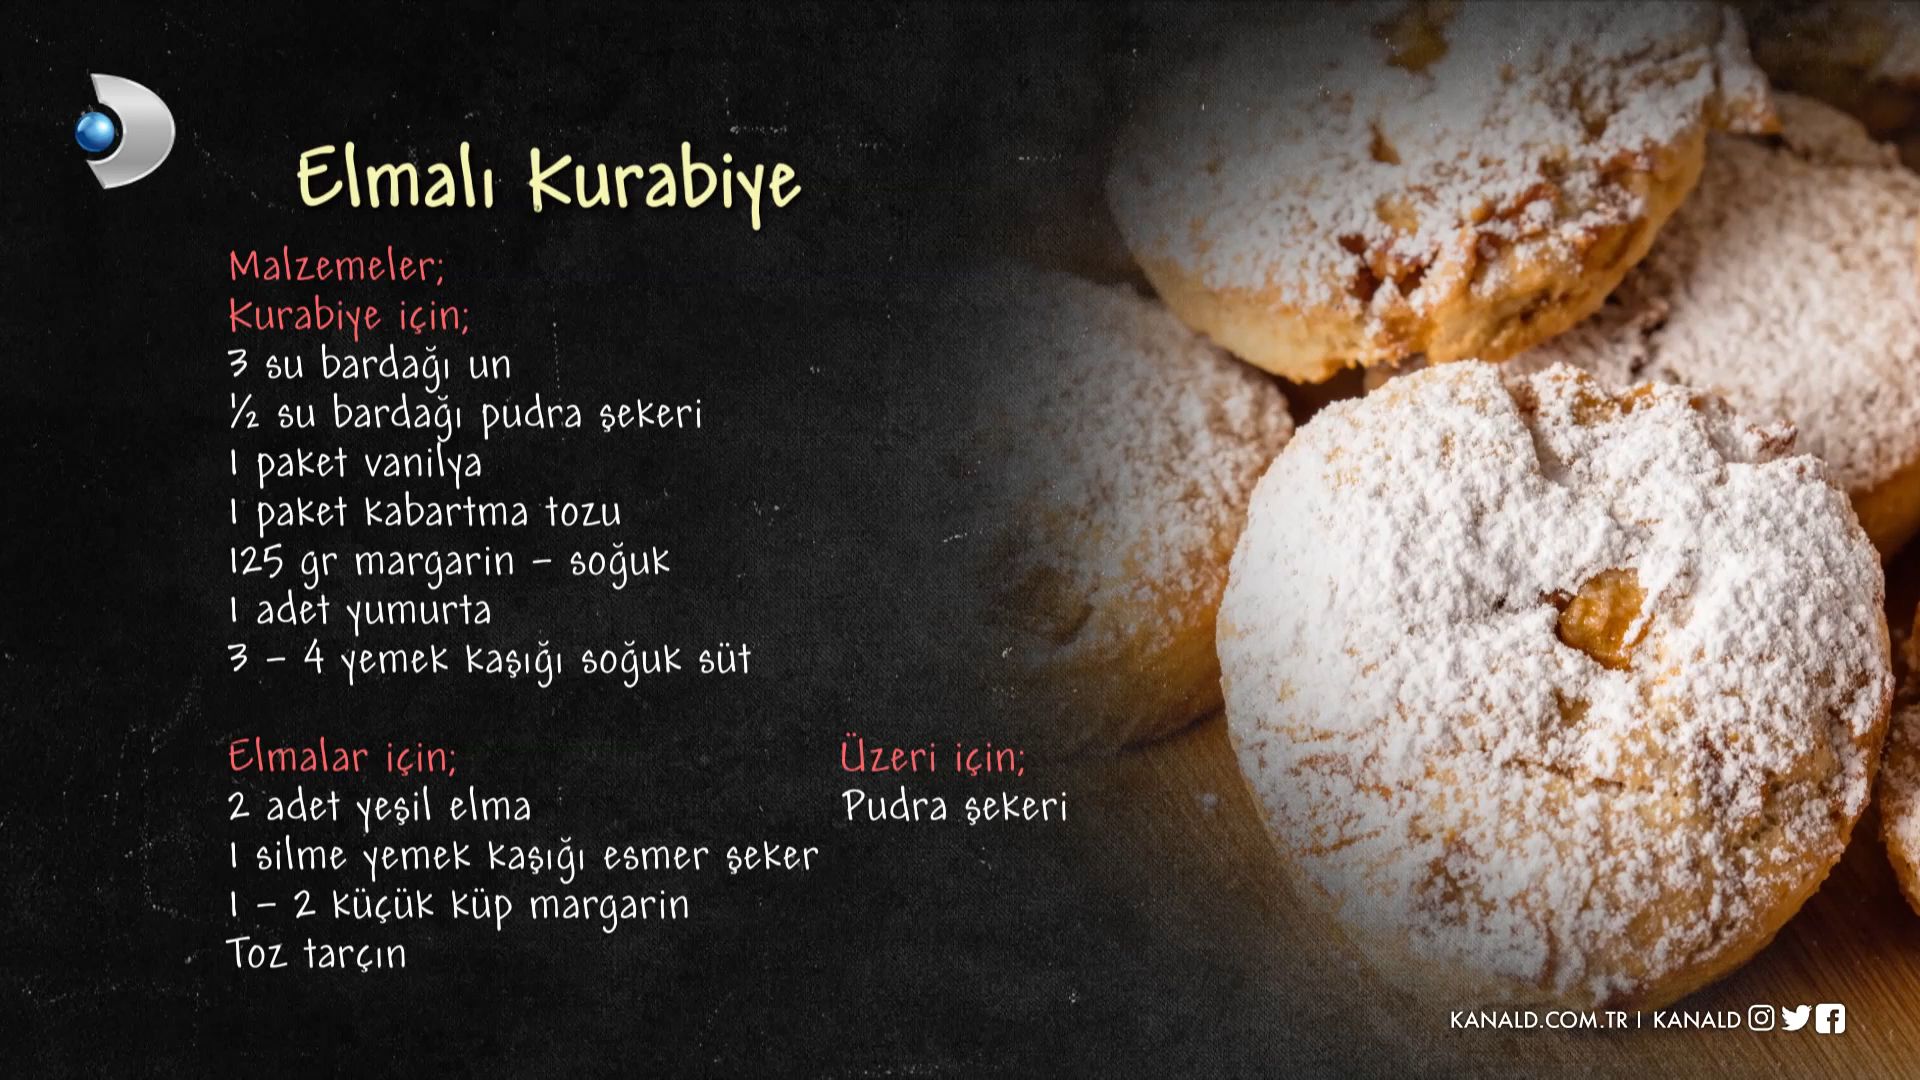 Elmalı Kurabiye
Malzemeler;
Kurabiye için;
3 su bardağı un
½ su bardağı pudra şekeri
1 paket vanilya
1 paket kabartma tozu
125 gr margarin – soğuk
1 adet yumurta
3 – 4 yemek kaşığı soğuk süt
Elmalar için;
2 adet yeşil elma
1 silme yemek kaşığı esmer şeker
1 – 2 küçük küp margarin
Toz tarçın
Üzeri için;
Pudra şekeri
KANALD.COM.TR | KANALD